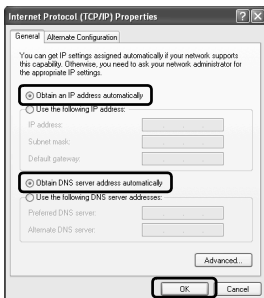 Internet Protocol (TCP/IP) Properties
General
Alternate Configuration
You can get IP settings assigned automatically if your network supports
this capability. Otherwise, you need to ask your network administrator for
the appropriate IP settings.
Obtain an IP address automatically
Use the following IP address:
IP address:
Subnet mask:
Default gateway:
Obtain DNS server address automatically
Use the following DNS server addresses:
Preferred DNS server:
Alternate DNS server:
Advanced...
OK
Cancel